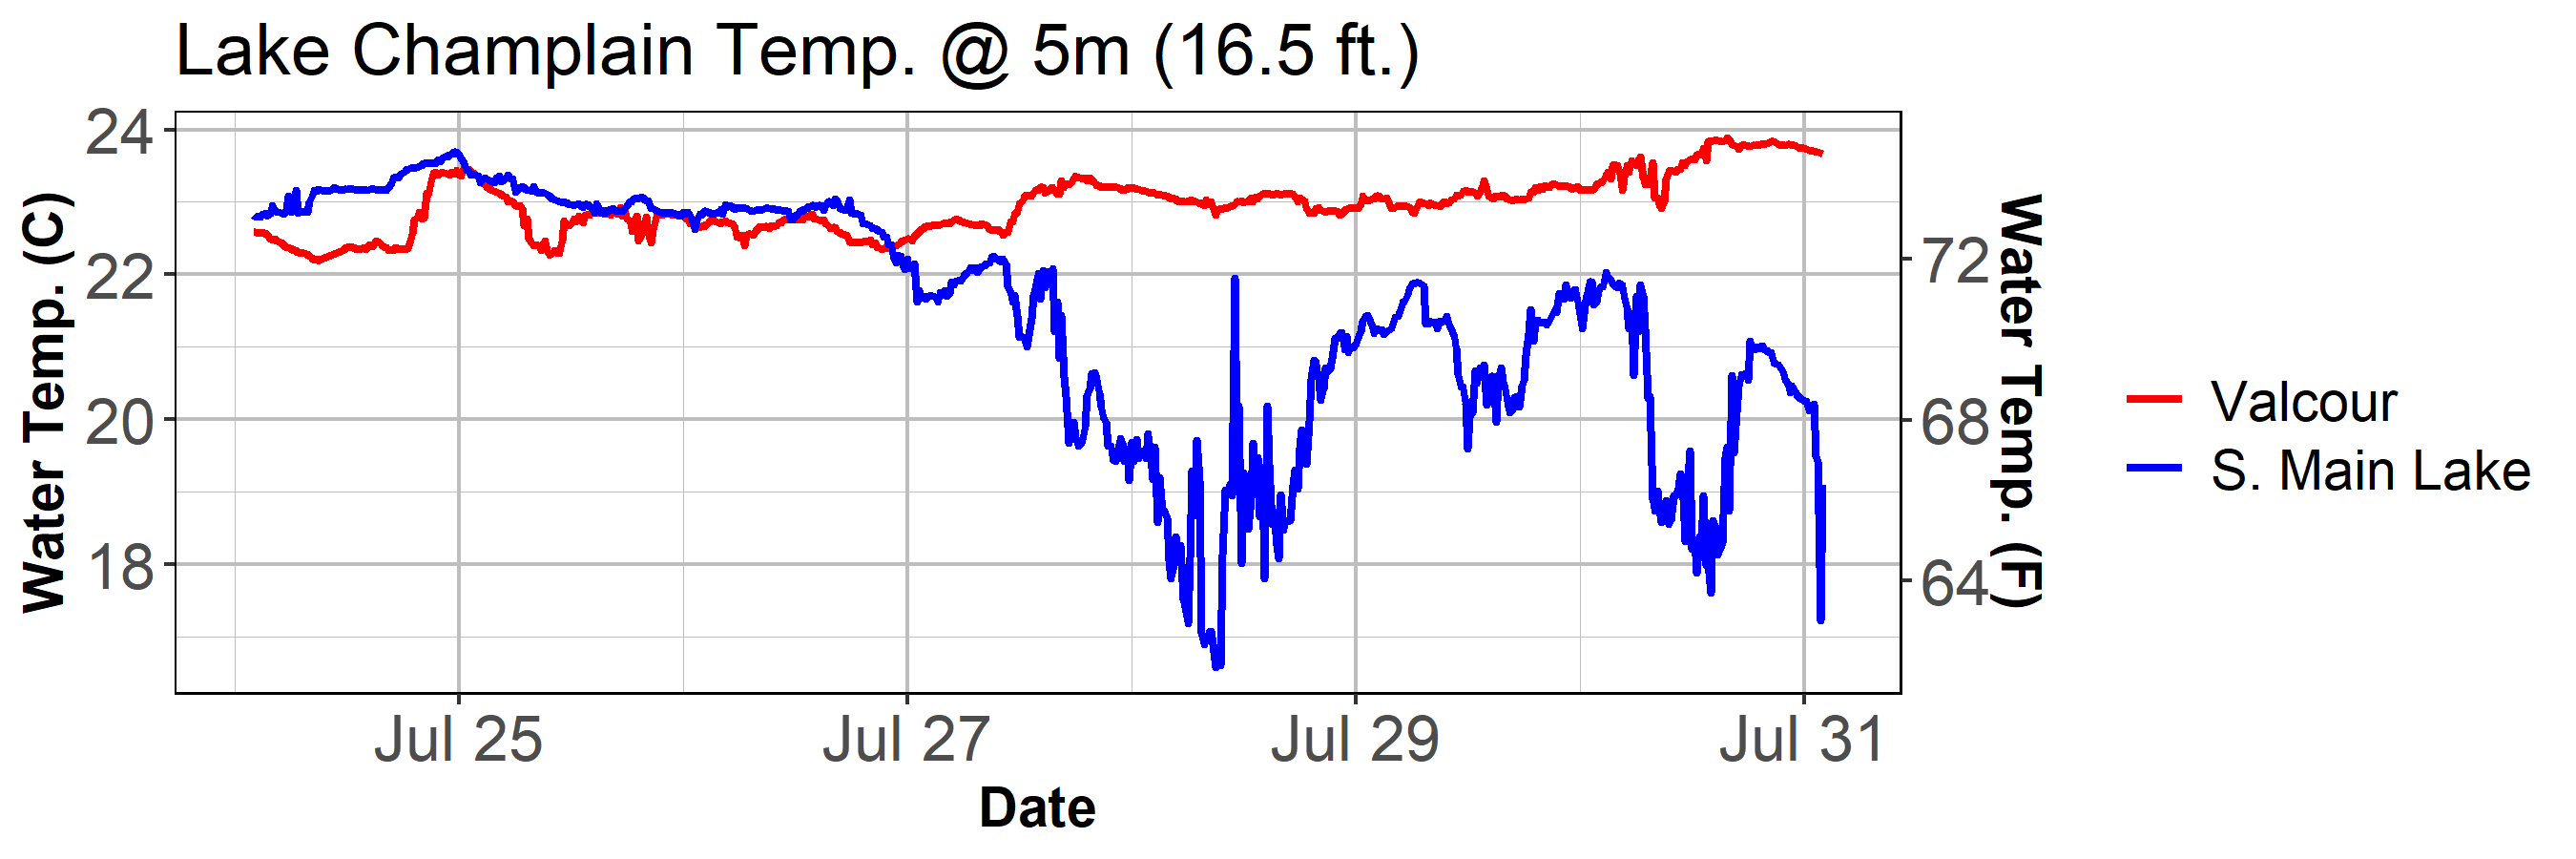 Lake Champlain Temp. @ 5m (16.5 ft.)
Water Temp. (C)
24
22
20
18
72
68
64
Water Temp. (F)
Jul 25
Jul 27
Jul 29
Jul 31
Date
Valcour
S. Main Lake